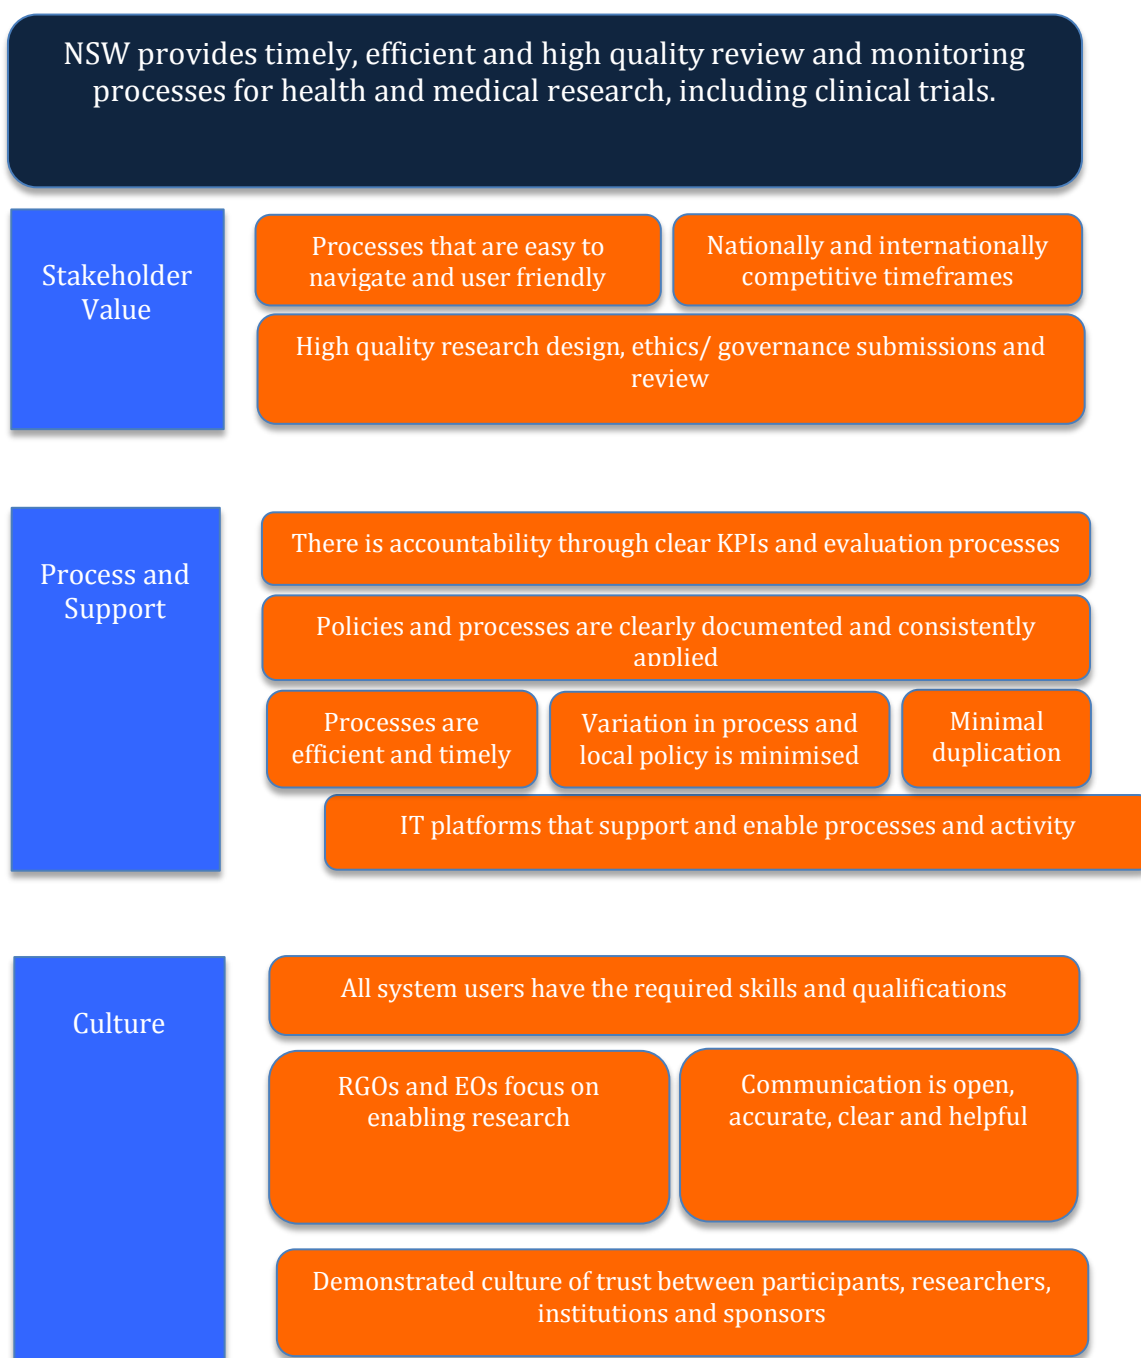 NSW provides timely, efficient and high quality review and monitoring
processes for health and medical research, including clinical trials.
Stakeholder
Value
Processes that are easy to
navigate and user friendly
Nationally and internationally
competitive timeframes
High quality research design, ethics/ governance submissions and
review
Process and
Support
There is accountability through clear KPIs and evaluation processes
Policies and processes are clearly documented and consistently
applied
Processes are
efficient and timely
Variation in process and
local policy is minimised
Minimal
duplication
IT platforms that support and enable processes and activity
Culture
All system users have the required skills and qualifications
RGOs and EOs focus on
enabling research
Communication is open,
accurate, clear and helpful
Demonstrated culture of trust between participants, researchers,
institutions and sponsors